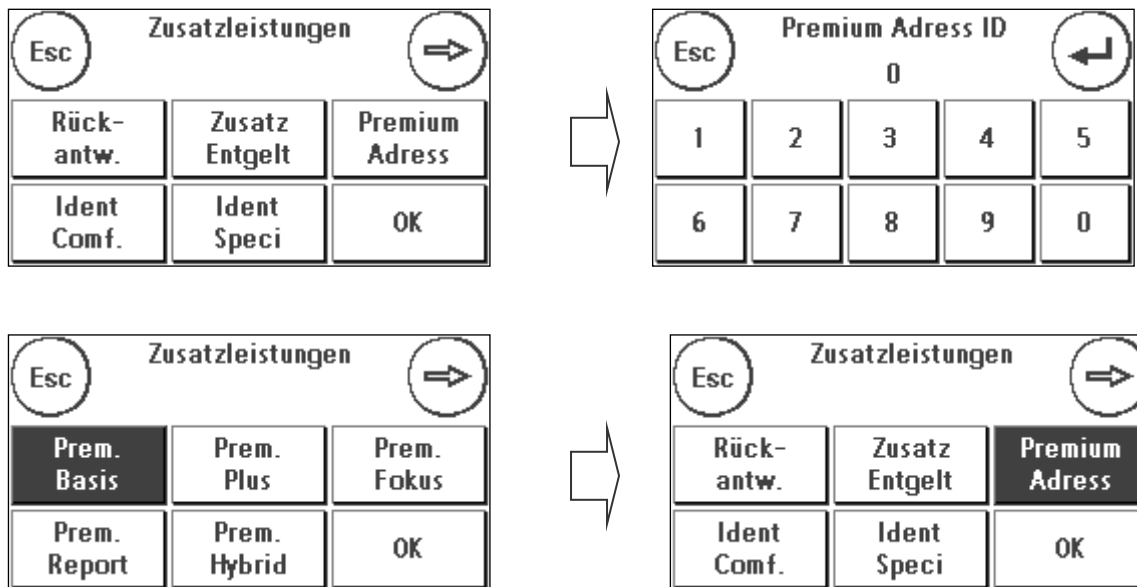 Esc
Zusatzleistungen
Rück-
antw.
Zusatz
Entgelt
Premium
Adress
Ident
Comf.
Ident
Speci
OK
Esc
Premium Adress ID
0
1
2
3
4
5
6
7
8
9
0
Esc
Zusatzleistungen
Prem.
Basis
Prem.
Plus
Prem.
Fokus
Prem.
Report
Prem.
Hybrid
OK
Esc
Zusatzleistungen
Rück-
antw.
Zusatz
Entgelt
Premium
Adress
Ident
Comf.
Ident
Speci
OK